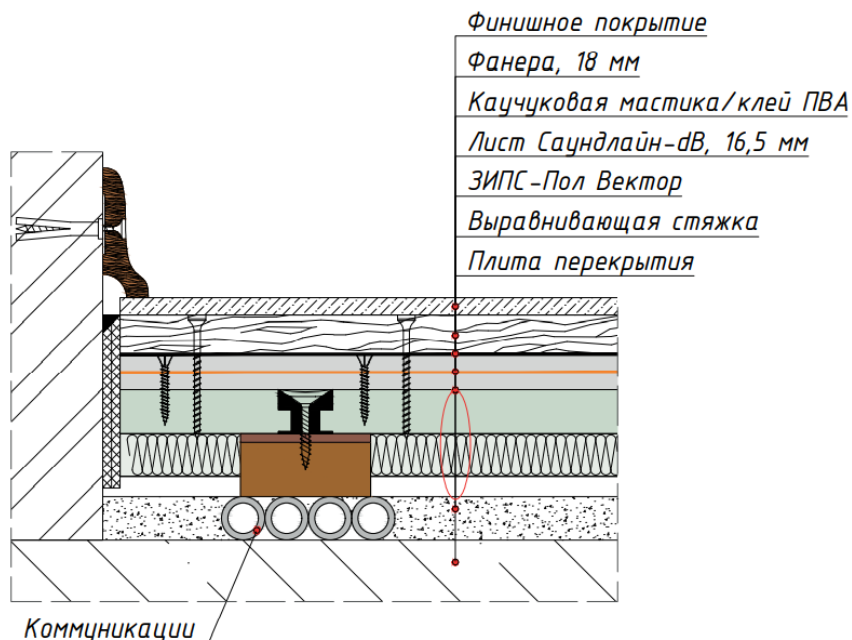 Финишное покрытие
Фанера, 18 мм
Каучуковая мастика/клей ПВА
Лист Саундлайн-dB, 16,5 мм
ЗИПС-Пол Вектор
Выравнивающая стяжка
Плита перекрытия
Коммуникации